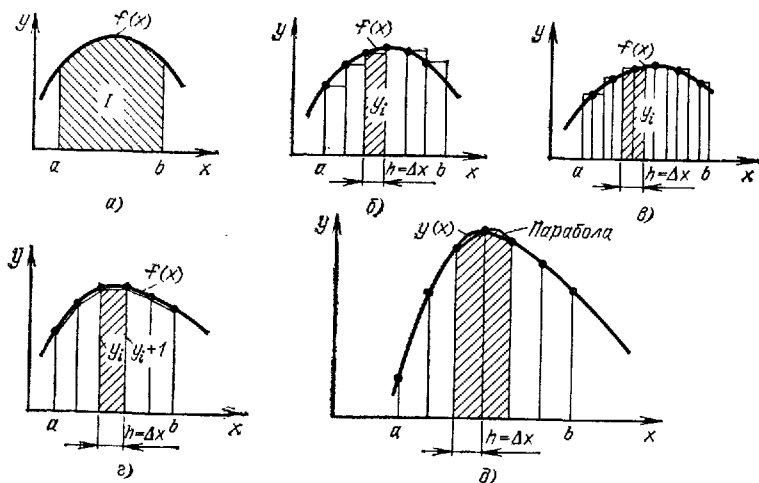 y
f(x)
I
a
b
x
а)
y
f(x)
y_i
a
b
x
h=Δx
б)
y
f(x)
y_i
a
b
x
h=Δx
в)
y
f(x)
y_i
y_i+1
a
b
x
h=Δx
г)
y
y(x)
Парабола
a
b
x
h=Δx
д)